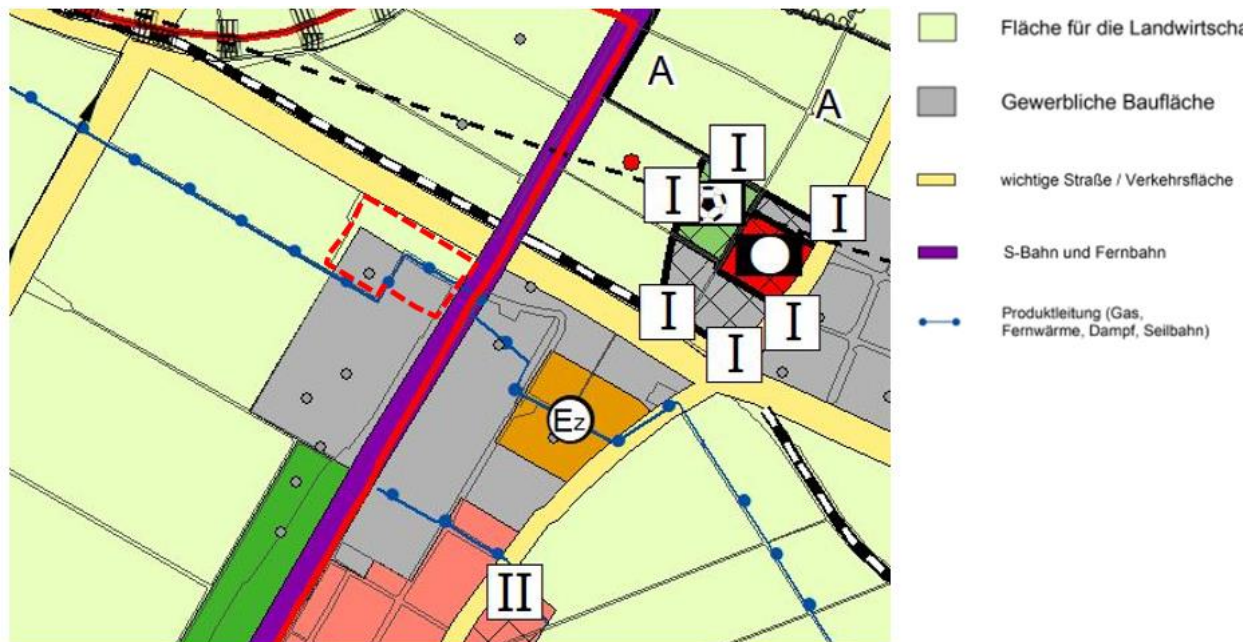 A
A
I
I
I
I
I
I
Ez
II
Fläche für die Landwirtscha
Gewerbliche Baufläche
wichtige Straße / Verkehrsfläche
S-Bahn und Fernbahn
Produktleitung (Gas,
Fernwärme, Dampf, Seilbahn)